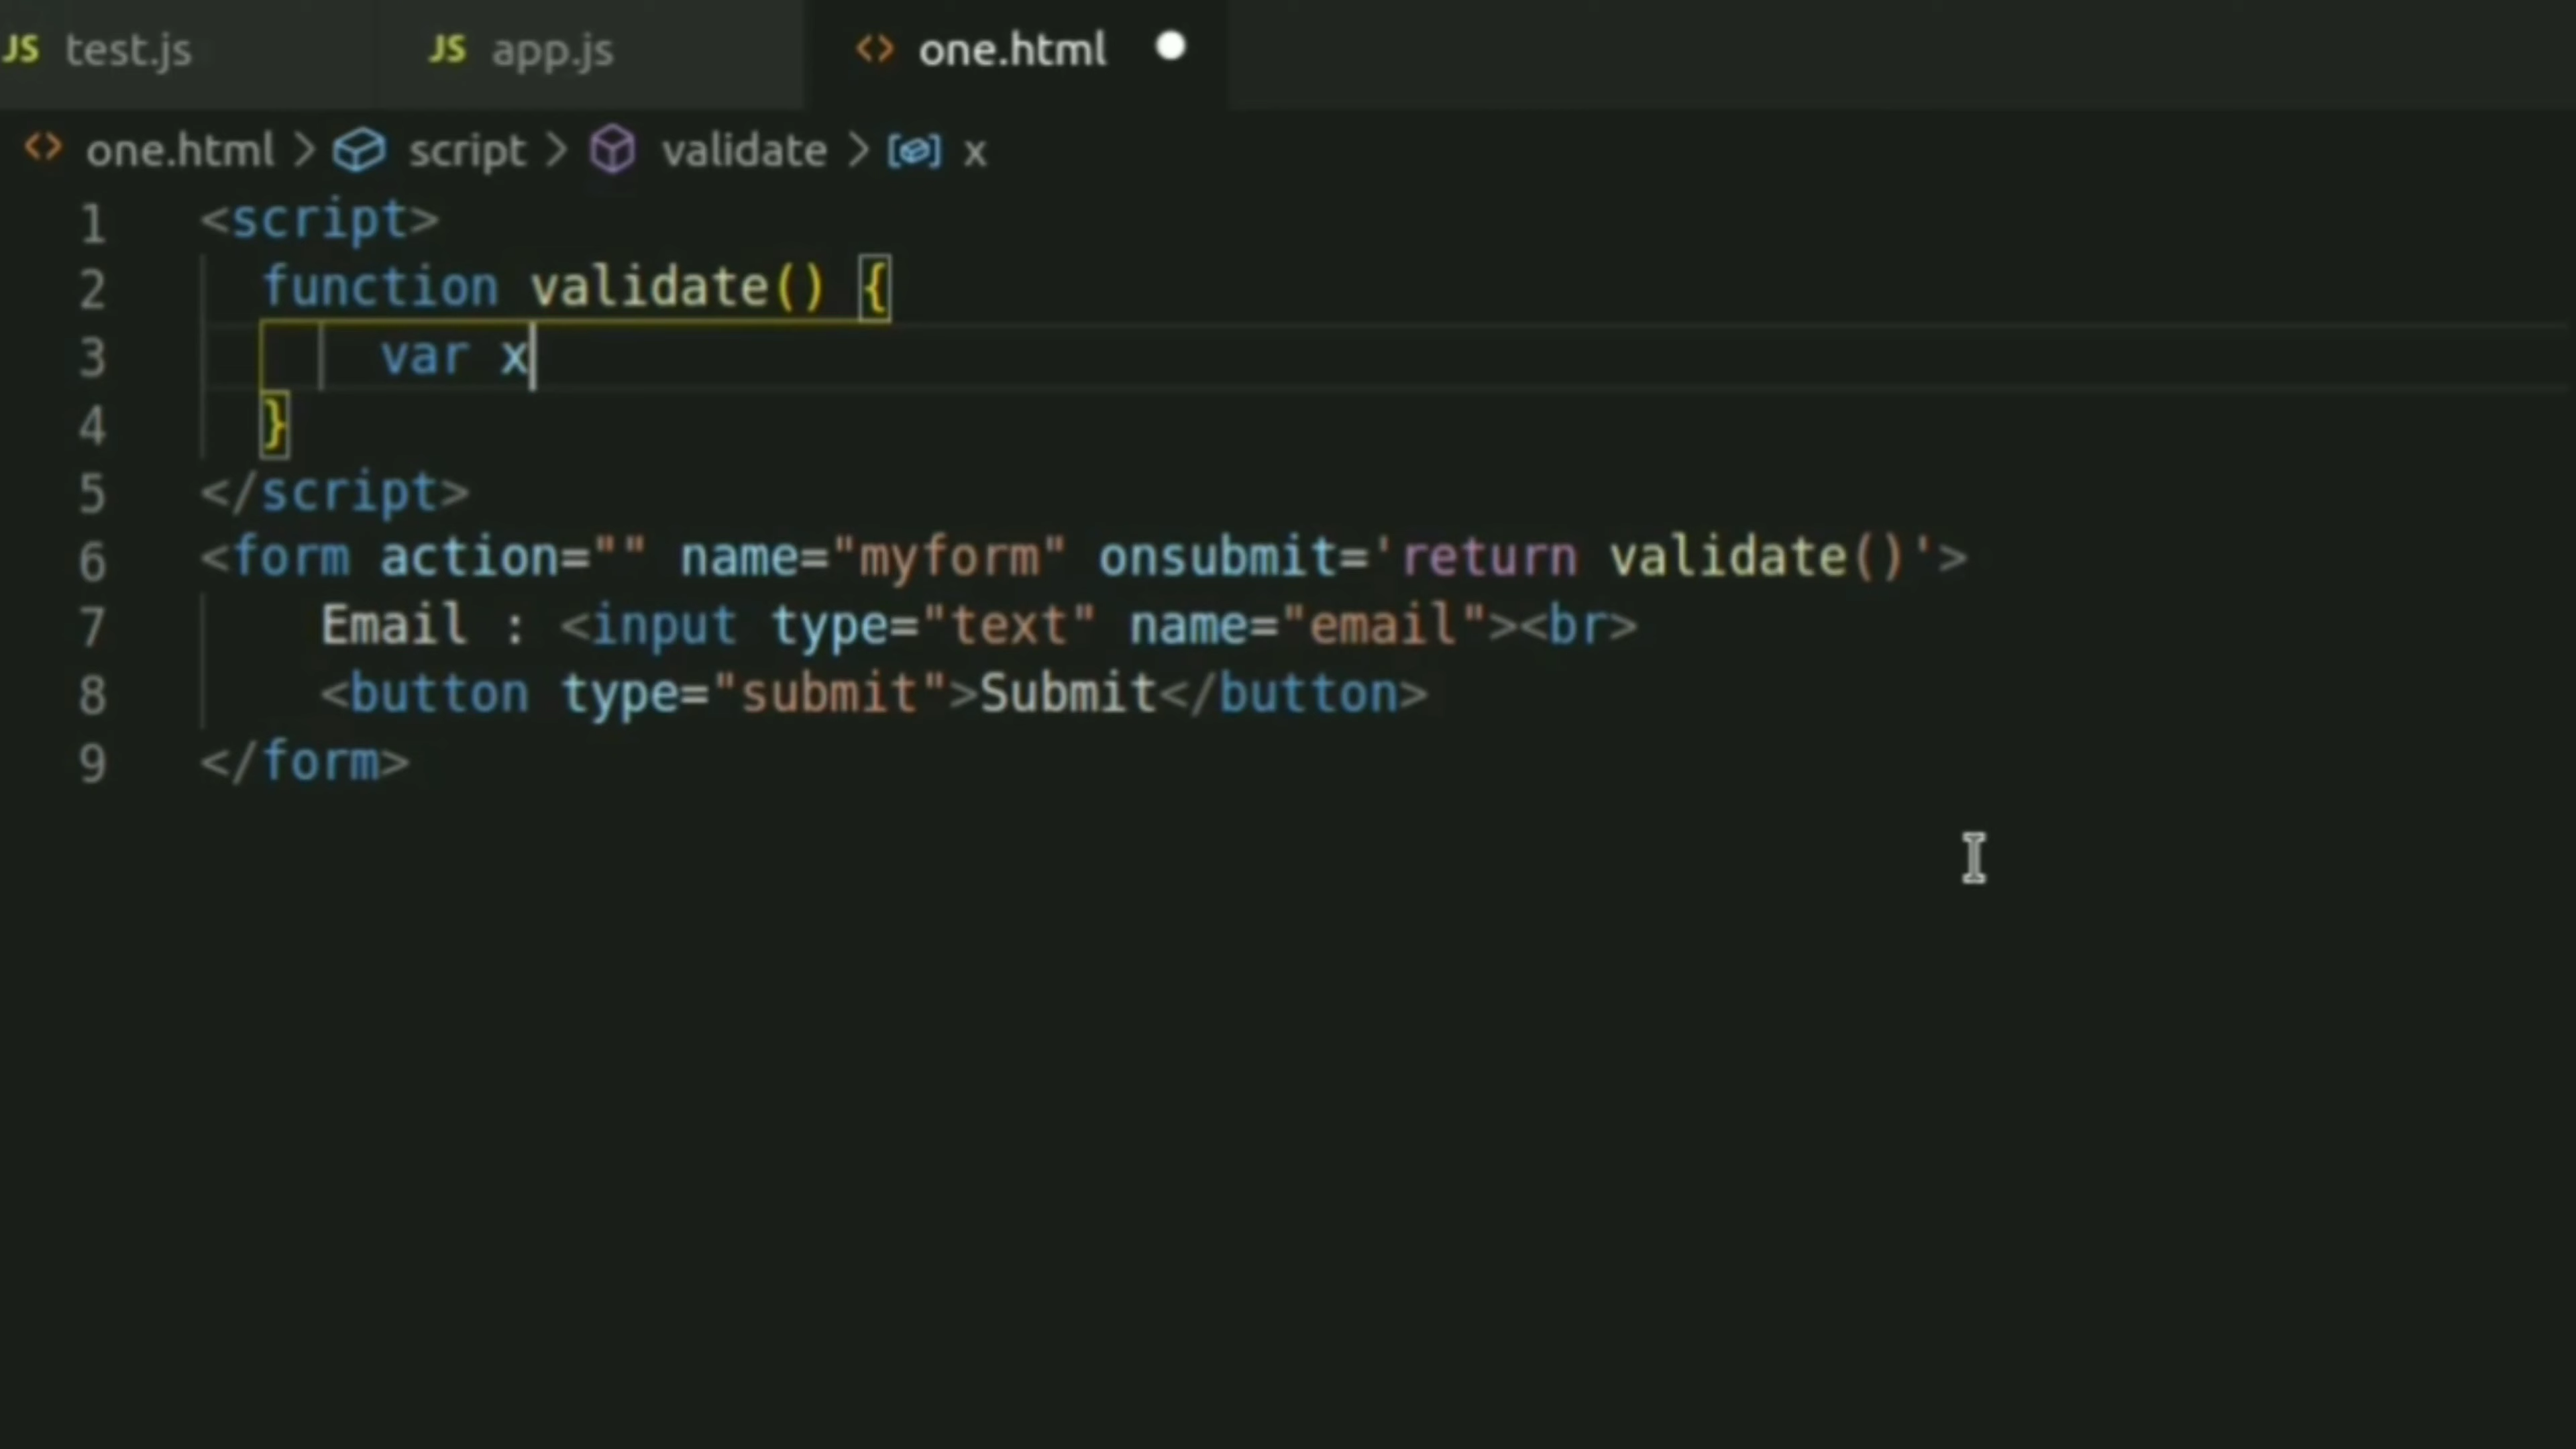 JS test.js JS app.js <> one.html
<> one.html > script > validate > x
1 <script>
2 function validate() {
3 var x
4 }
5 </script>
6 <form action="" name="myform" onsubmit='return validate()'>
7 Email : <input type="text" name="email"><br>
8 <button type="submit">Submit</button>
9 </form>